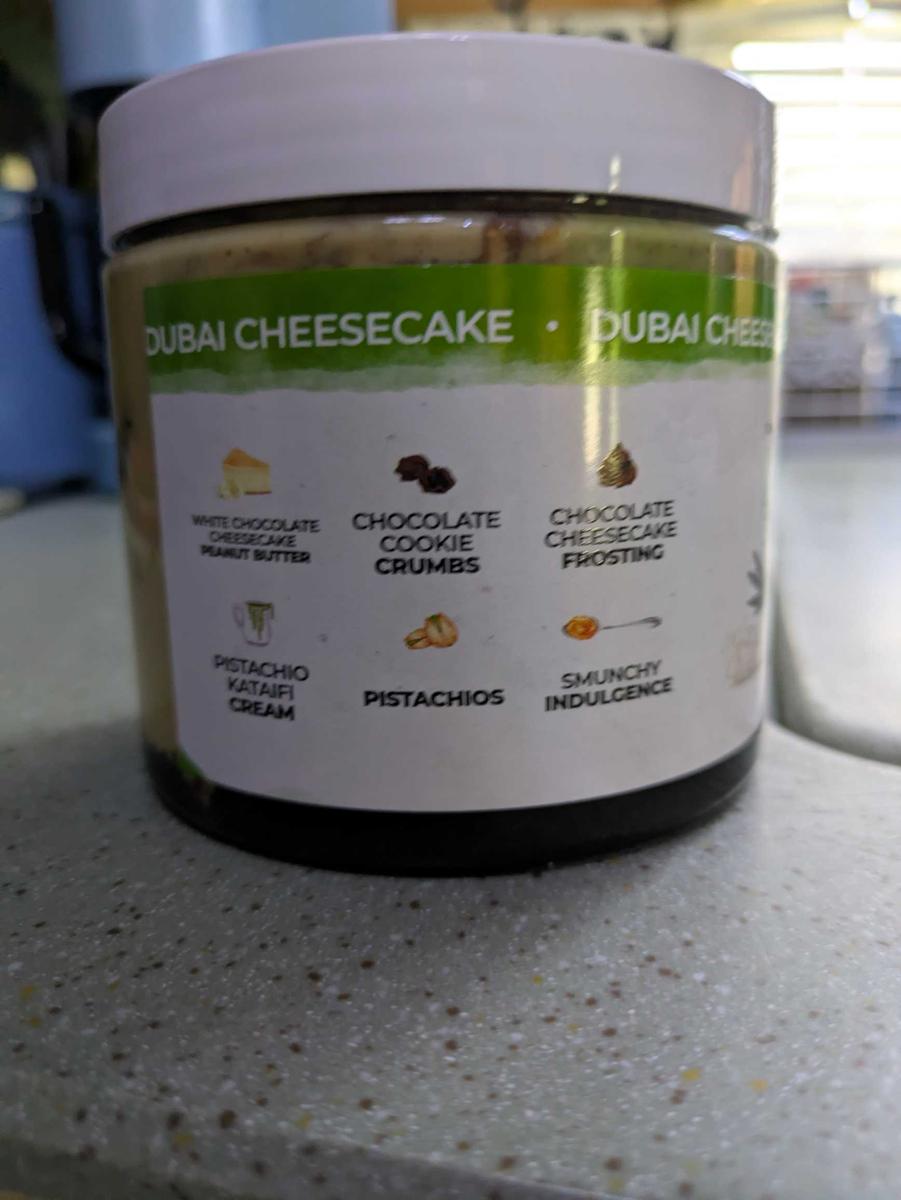 DUBAI CHEESECAKE • DUBAI CHEESE
WHITE CHOCOLATE
CHEESECAKE
PEANUT BUTTER
CHOCOLATE
COOKIE
CRUMBS
CHOCOLATE
CHEESECAKE
FROSTING
PISTACHIO
KATAIFI
CREAM
PISTACHIOS
SMUNCHY
INDULGENCE